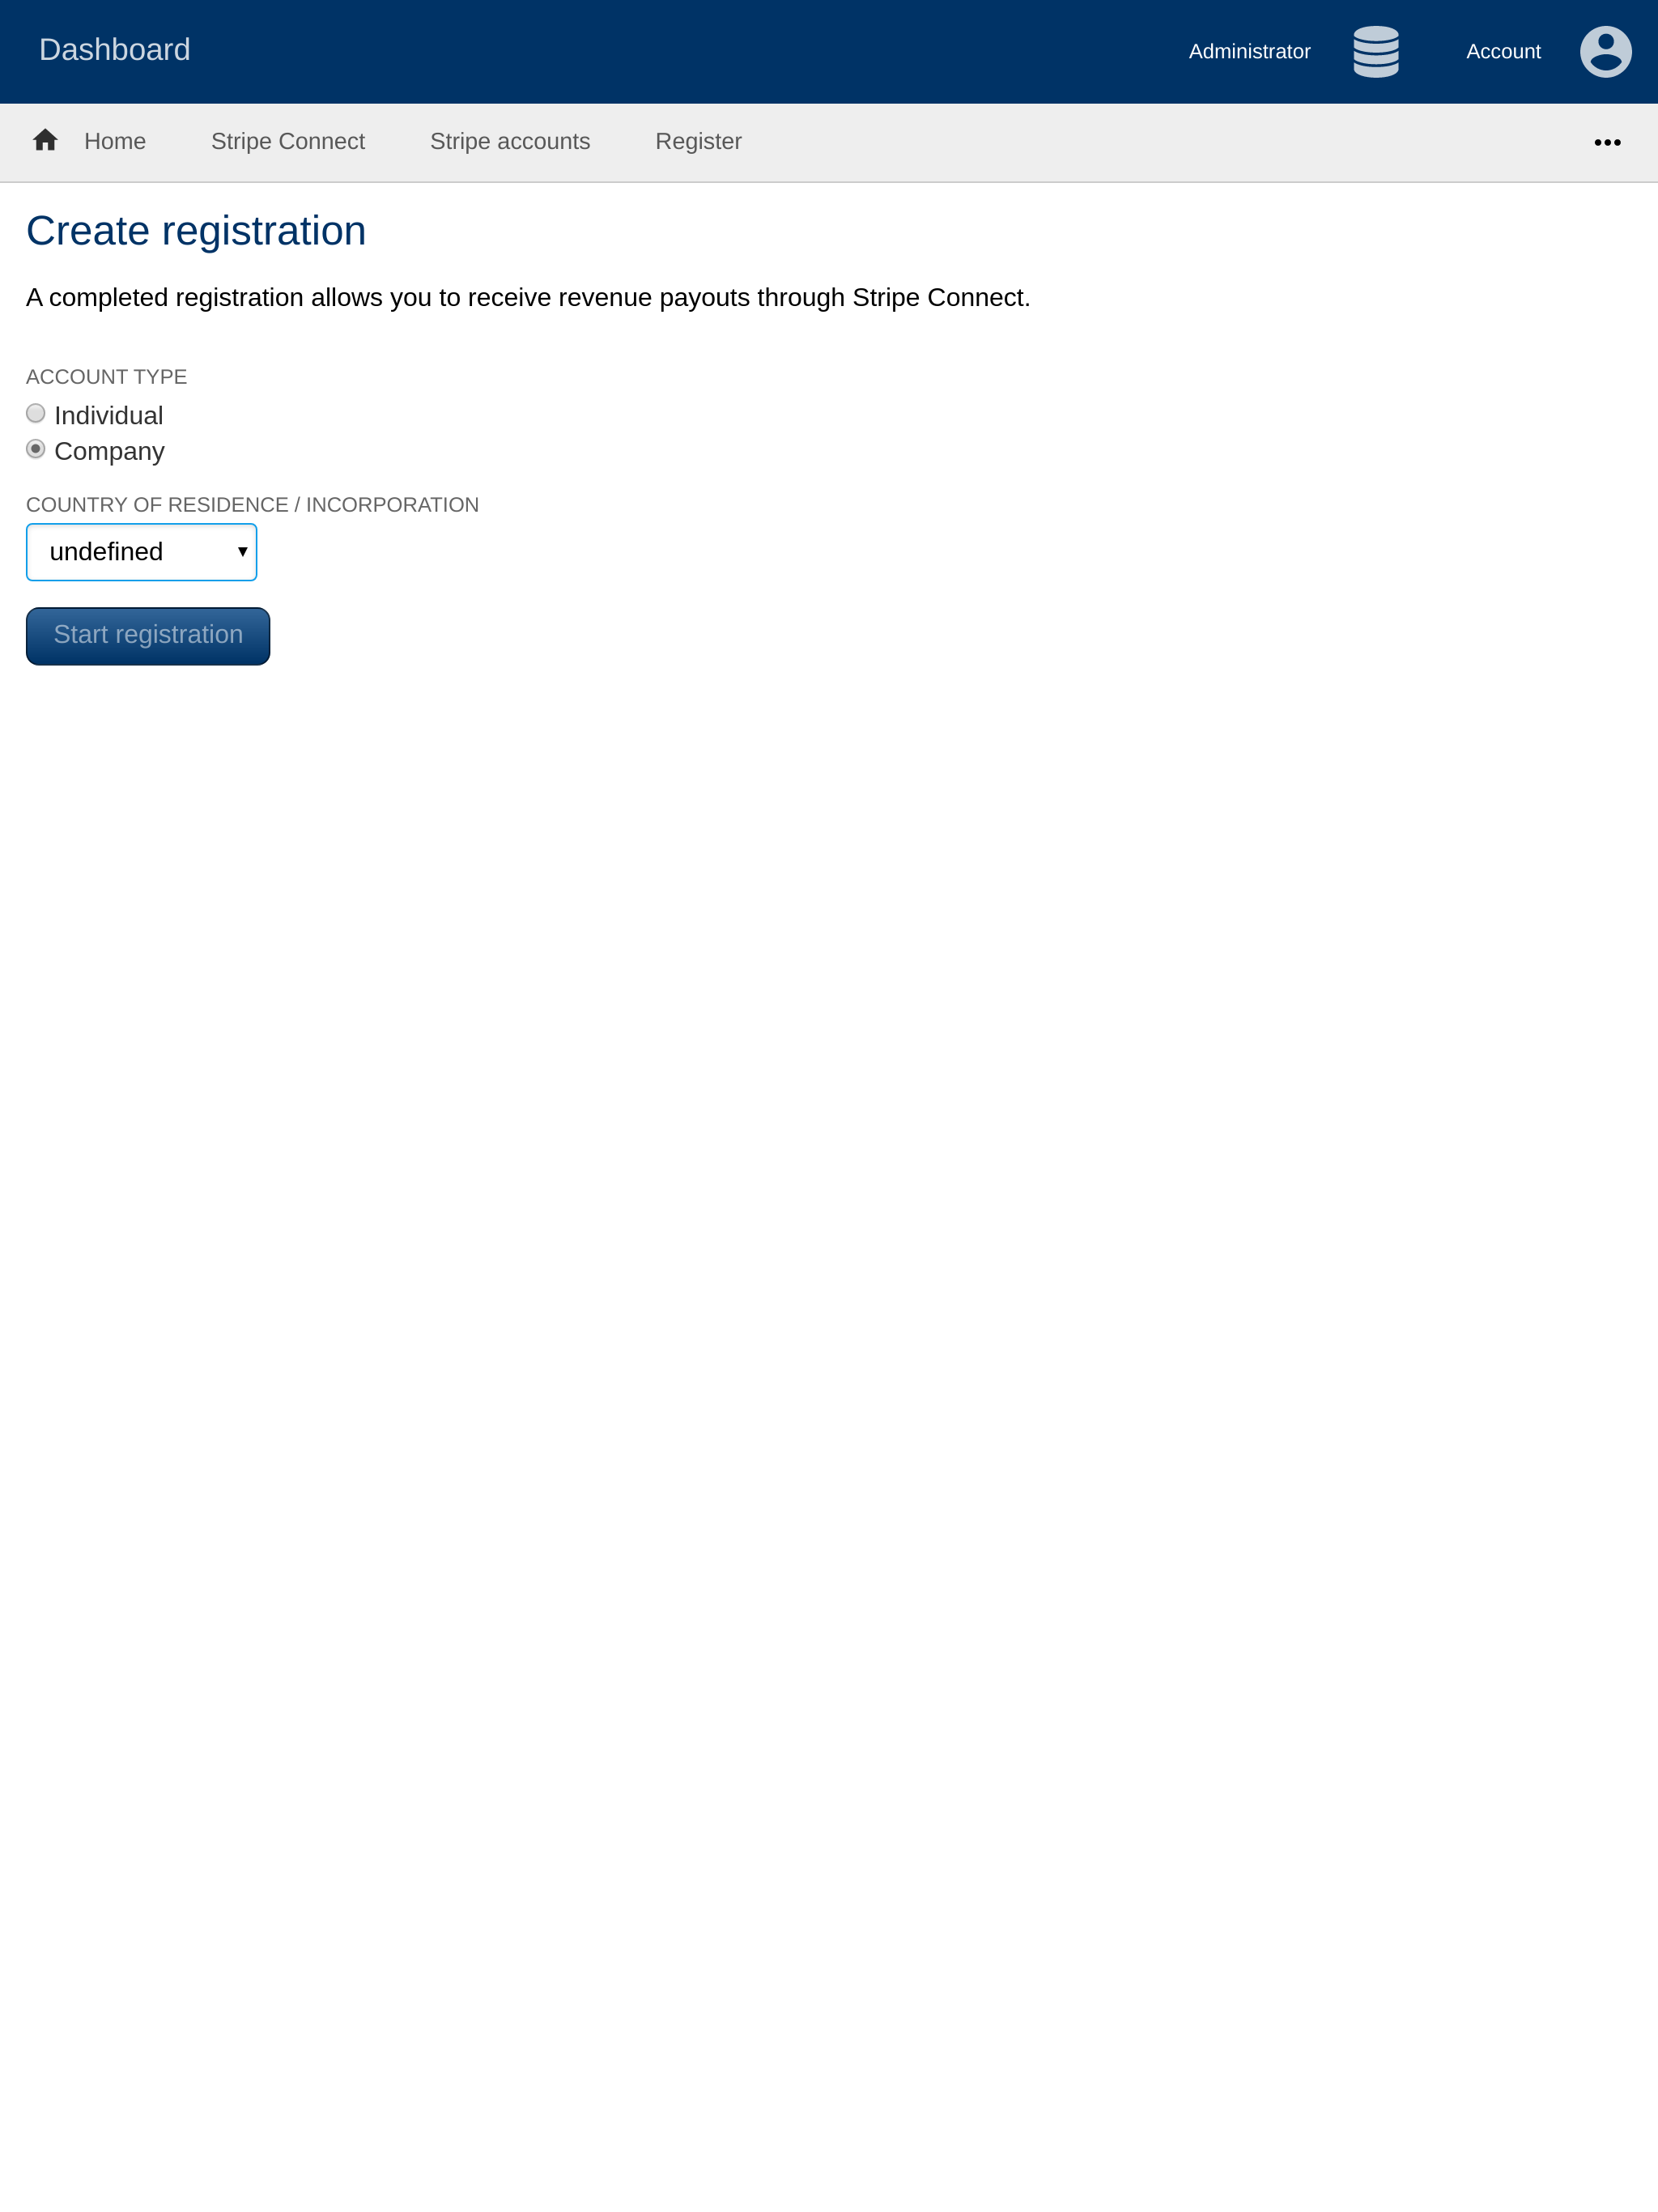 Dashboard
Administrator
Account
Home
Stripe Connect
Stripe accounts
Register
•••
Create registration
A completed registration allows you to receive revenue payouts through Stripe Connect.
ACCOUNT TYPE
Individual
Company
COUNTRY OF RESIDENCE / INCORPORATION
undefined
Start registration